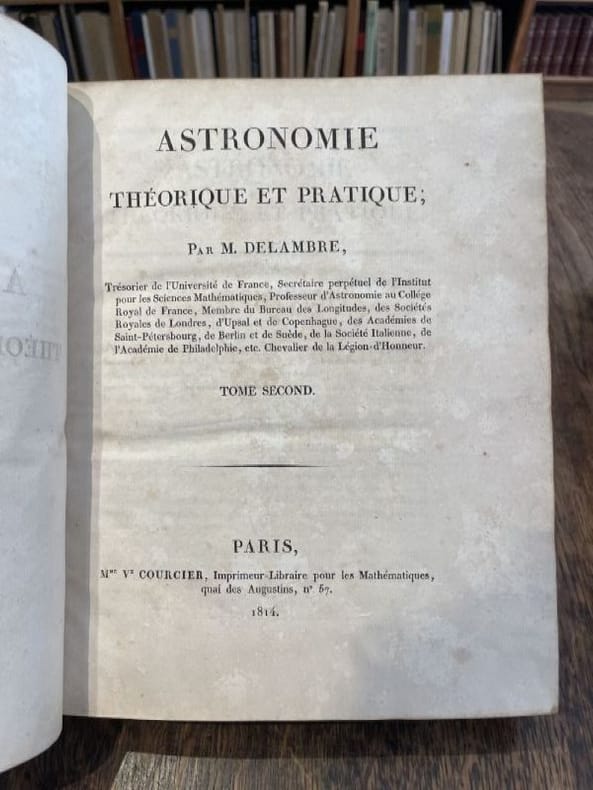 ASTRONOMIE
THÉORIQUE ET PRATIQUE;
PAR M. DELAMBRE,
Trésorier de l'Université de France, Secrétaire perpétuel de l'Institut
pour les Sciences Mathématiques, Professeur d'Astronomie au Collége
Royal de France, Membre du Bureau des Longitudes, des Sociétés
Royales de Londres, d'Upsal et de Copenhague, des Académies de
Saint-Pétersbourg, de Berlin et de Suède, de la Société Italienne, de
l'Académie de Philadelphie, etc. Chevalier de la Légion-d'Honneur.
TOME SECOND.
PARIS,
Mme Ve COURCIER, Imprimeur-Libraire pour les Mathématiques,
quai des Augustins, n° 57.
1814.